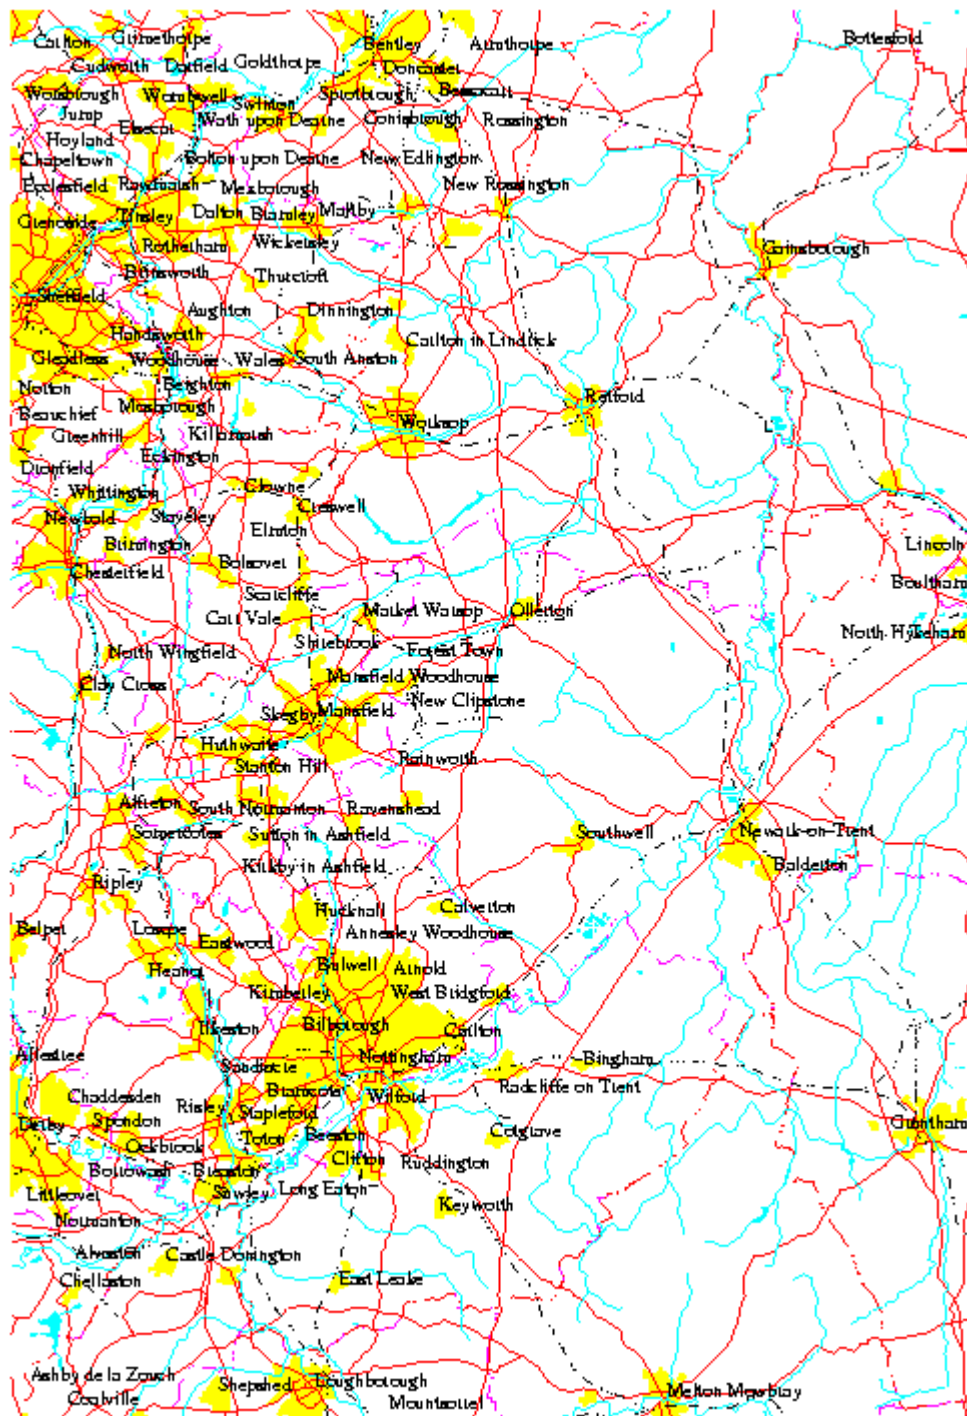 Carlton
Grimethorpe
Bentley
Armthorpe
Bottesford
Cudworth
Darfield
Goldthorpe
Doncaster
Worsbrough
Wombwell
Swinton
Sprotbrough
Bessacarr
Jump
Elsecar
Wath upon Dearne
Conisbrough
Rossington
Hoyland
Chapeltown
Bolton upon Dearne
New Edlington
Ecclesfield
Rawmarsh
Mexborough
New Rossington
Grenoside
Tinsley
Dalton
Bramley
Maltby
Rotherham
Wickersley
Gainsborough
Brinsworth
Thurcroft
Sheffield
Aughton
Dinnington
Handsworth
Carlton in Lindrick
Gleadless
Woodhouse
Wales
South Anston
Norton
Beighton
Retford
Beauchief
Mosborough
Worksop
Greenhill
Killamarsh
Dronfield
Eckington
Whittington
Clowne
Newbold
Staveley
Creswell
Elmton
Brimington
Bolsover
Lincoln
Chesterfield
Boultham
Scarcliffe
Carr Vale
Market Warsop
Ollerton
North Hykeham
North Wingfield
Shirebrook
Forest Town
Clay Cross
Mansfield Woodhouse
New Clipstone
Skegby
Mansfield
Huthwaite
Stanton Hill
Rainworth
Alfreton
South Normanton
Ravenshead
Somercotes
Sutton in Ashfield
Southwell
Newark-on-Trent
Kirkby in Ashfield
Balderton
Ripley
Hucknall
Calverton
Belper
Loscoe
Eastwood
Annesley Woodhouse
Heanor
Bulwell
Arnold
Kimberley
West Bridgford
Ilkeston
Bilborough
Carlton
Allestree
Sandiacre
Nottingham
Bingham
Chaddesden
Risley
Bramcote
Wilford
Radcliffe on Trent
Derby
Spondon
Stapleford
Cotgrave
Grantham
Ockbrook
Toton
Beeston
Borrowash
Breaston
Clifton
Ruddington
Littleover
Sawley
Long Eaton
Keyworth
Normanton
Alvaston
Castle Donington
Chellaston
East Leake
Ashby de la Zouch
Shepshed
Loughborough
Coalville
Mountsorrel
Melton Mowbray